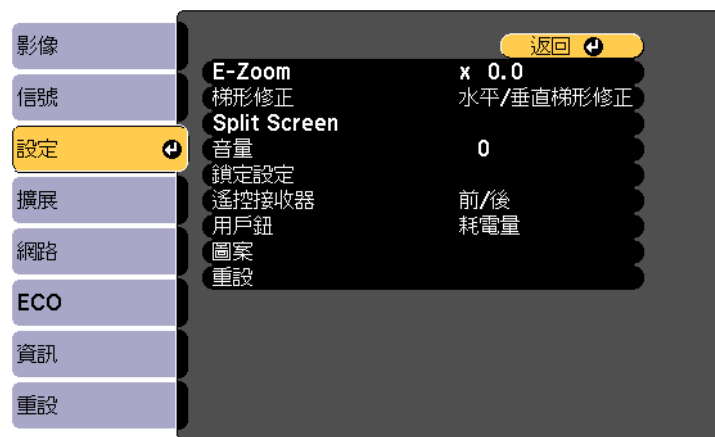 影像
信號
設定
擴展
網路
ECO
資訊
重設
返回
E-Zoom x 0.0
梯形修正 水平/垂直梯形修正
Split Screen
音量 0
鎖定設定
遙控接收器 前/後
用戶鈕 耗電量
圖案
重設